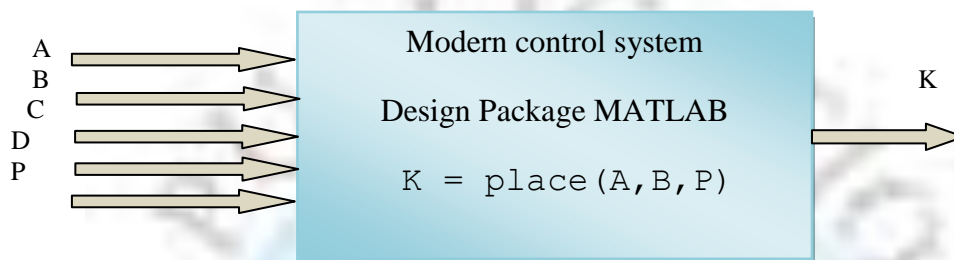 A
B
C
D
P
Modern control system
Design Package MATLAB
K = place(A,B,P)
K